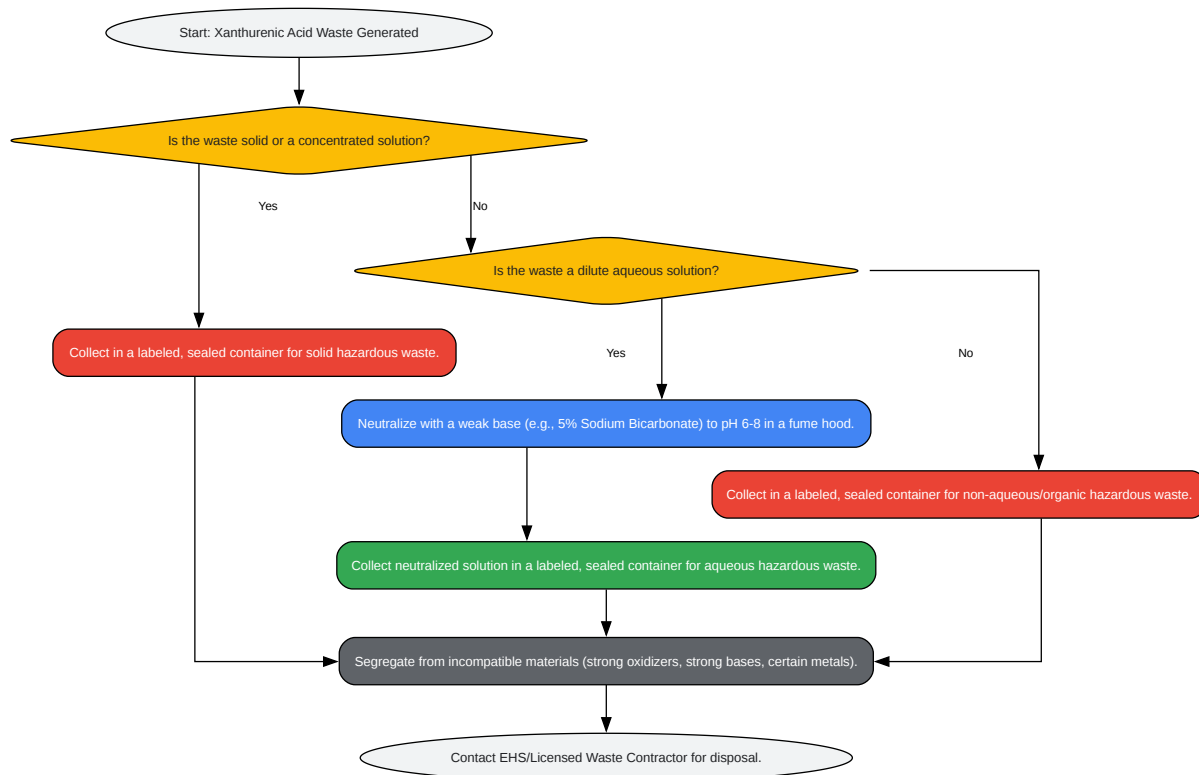 Start: Xanthurenic Acid Waste Generated
Is the waste solid or a concentrated solution?
Yes
No
Is the waste a dilute aqueous solution?
Collect in a labeled, sealed container for solid hazardous waste.
Yes
No
Neutralize with a weak base (e.g., 5% Sodium Bicarbonate) to pH 6-8 in a fume hood.
Collect in a labeled, sealed container for non-aqueous/organic hazardous waste.
Collect neutralized solution in a labeled, sealed container for aqueous hazardous waste.
Segregate from incompatible materials (strong oxidizers, strong bases, certain metals).
Contact EHS/Licensed Waste Contractor for disposal.